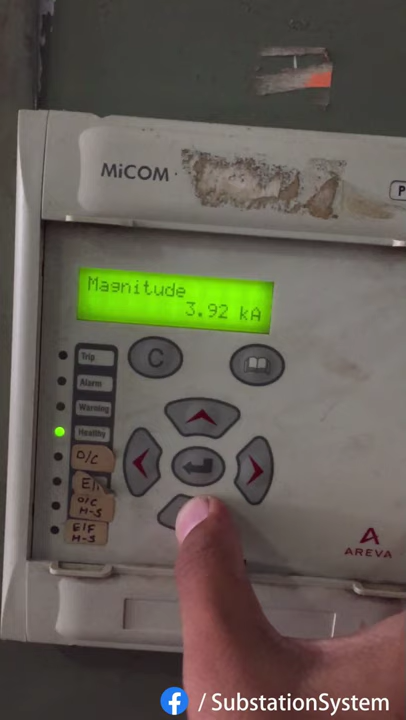 MiCOM
P
Magnitude
3.92 kA
C
Trip
Alarm
Warning
Healthy
O/C
O/C
H-S
E/F
H-S
AREVA
/ SubstationSystem